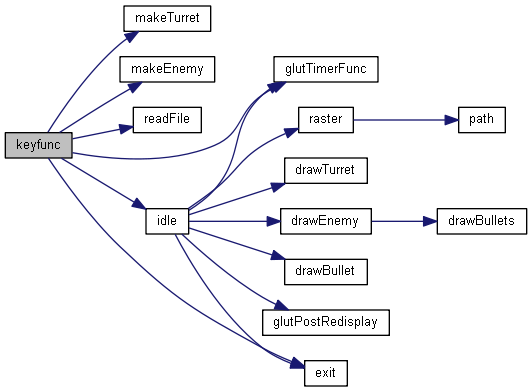 makeTurret
makeEnemy
glutTimerFunc
readFile
raster
path
keyfunc
drawTurret
idle
drawEnemy
drawBullets
drawBullet
glutPostRedisplay
exit